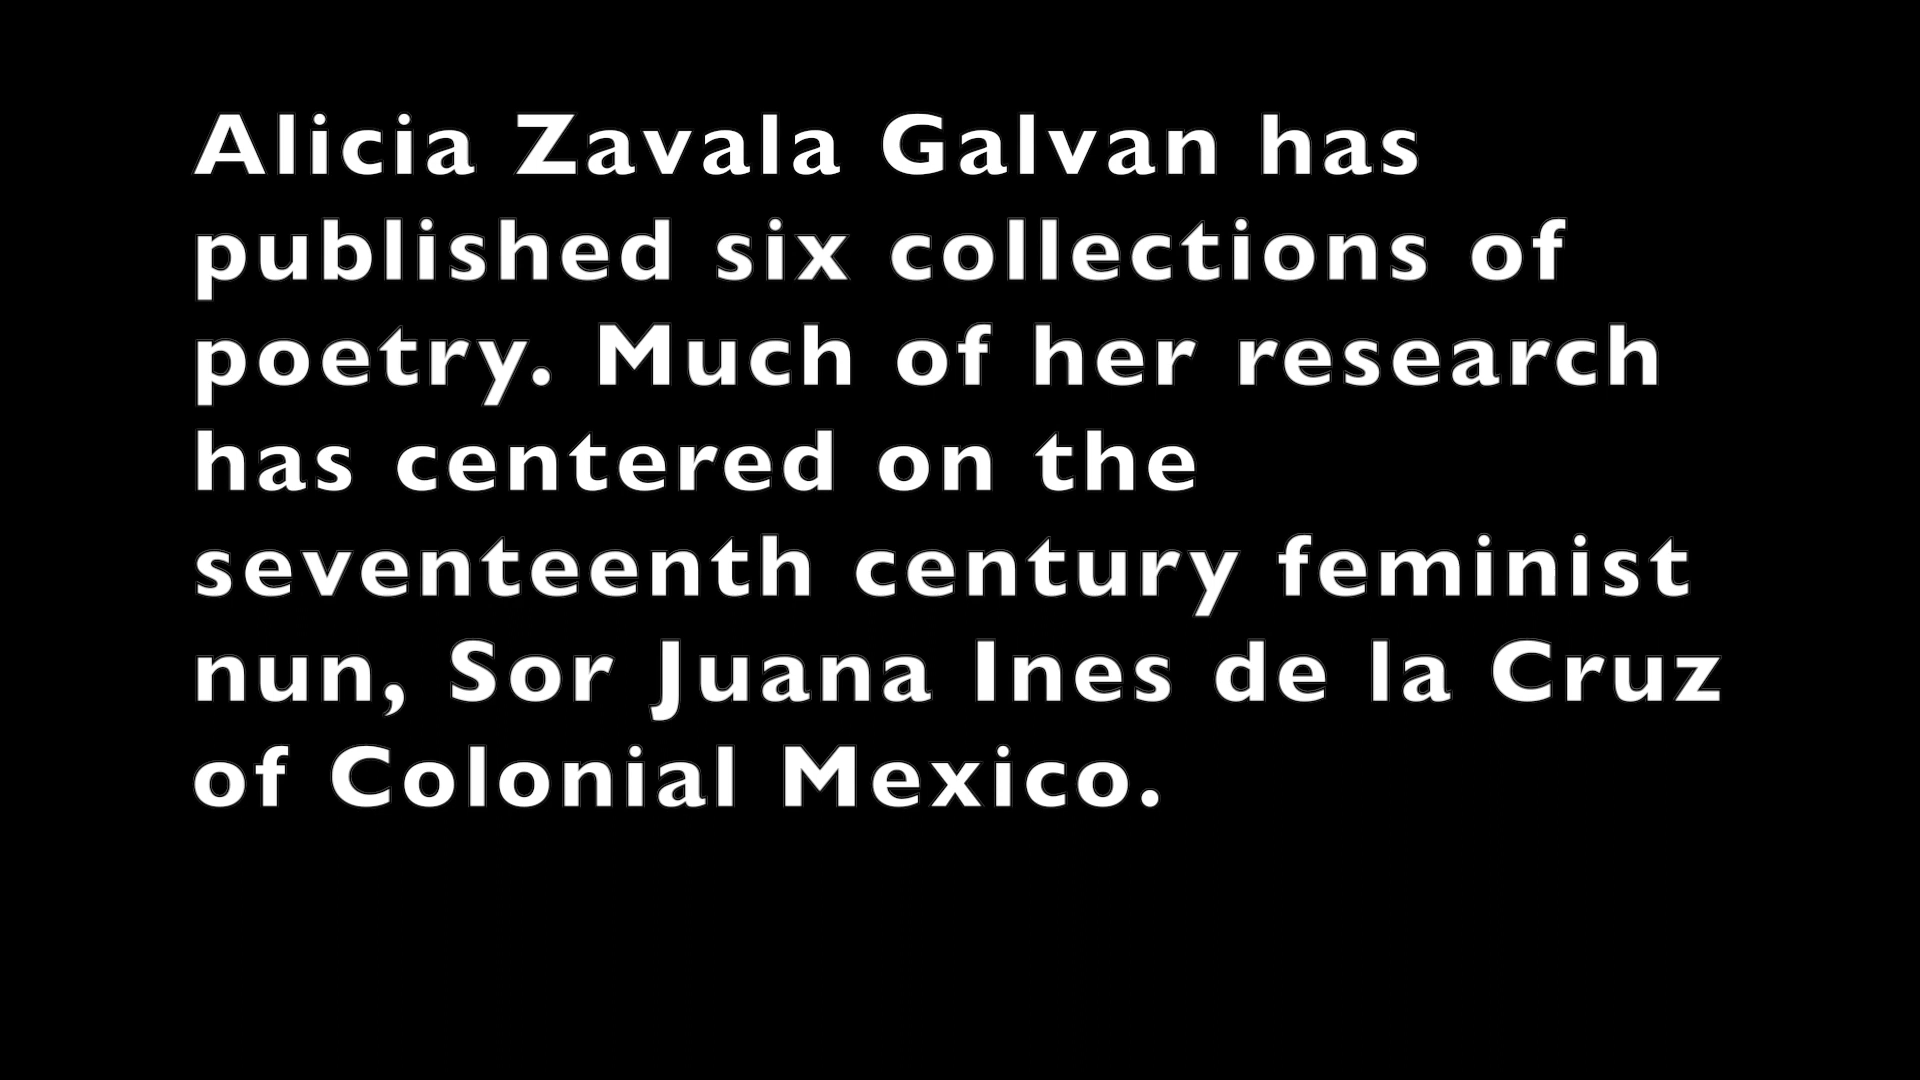 Alicia Zavala Galvan has
published six collections of
poetry. Much of her research
has centered on the
seventeenth century feminist
nun, Sor Juana Ines de la Cruz
of Colonial Mexico.